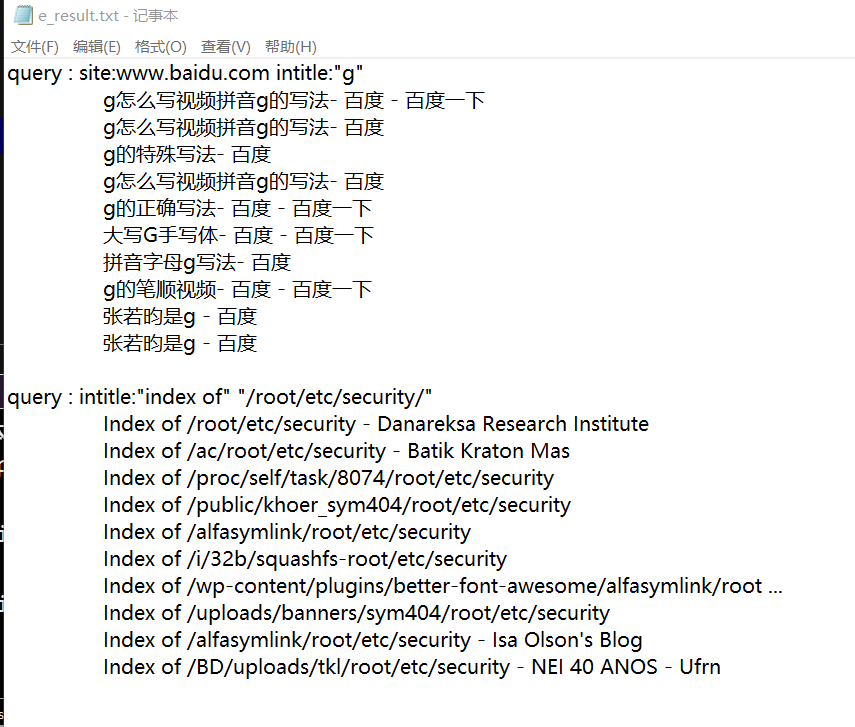 e_result.txt - 记事本
文件(F) 编辑(E) 格式(O) 查看(V) 帮助(H)
query : site:www.baidu.com intitle:"g"
g怎么写视频拼音g的写法- 百度 - 百度一下
g怎么写视频拼音g的写法- 百度
g的特殊写法- 百度
g怎么写视频拼音g的写法- 百度
g的正确写法- 百度 - 百度一下
大写G手写体- 百度 - 百度一下
拼音字母g写法- 百度
g的笔顺视频- 百度 - 百度一下
张若昀是g - 百度
张若昀是g - 百度
query : intitle:"index of" "/root/etc/security/"
Index of /root/etc/security - Danareksa Research Institute
Index of /ac/root/etc/security - Batik Kraton Mas
Index of /proc/self/task/8074/root/etc/security
Index of /public/khoer_sym404/root/etc/security
Index of /alfasymlink/root/etc/security
Index of /i/32b/squashfs-root/etc/security
Index of /wp-content/plugins/better-font-awesome/alfasymlink/root ...
Index of /uploads/banners/sym404/root/etc/security
Index of /alfasymlink/root/etc/security - Isa Olson's Blog
Index of /BD/uploads/tkl/root/etc/security - NEI 40 ANOS - Ufrn